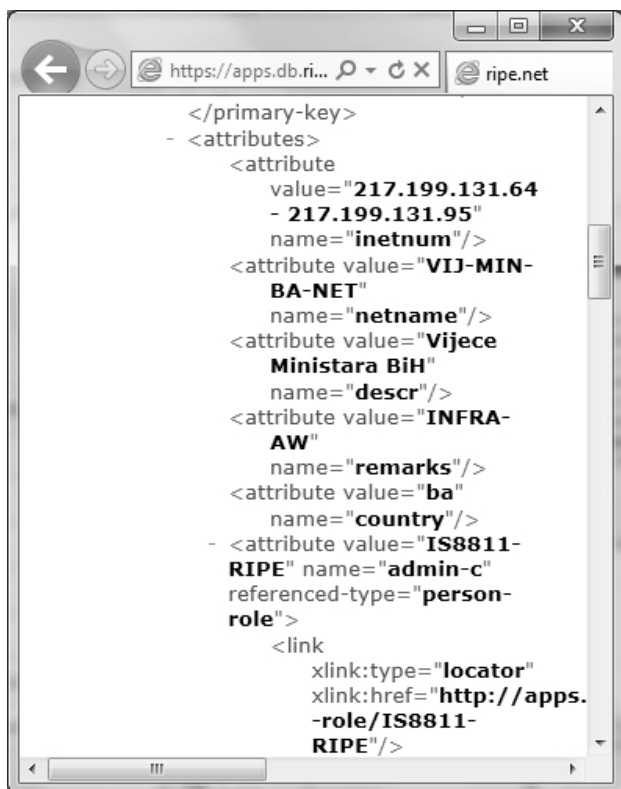 https://apps.db.ri...
ripe.net
</primary-key>
- <attributes>
<attribute
value="217.199.131.64
- 217.199.131.95"
name="inetnum"/>
<attribute value="VIJ-MIN-
BA-NET"
name="netname"/>
<attribute value="Vijece
Ministara BiH"
name="descr"/>
<attribute value="INFRA-
AW"
name="remarks"/>
<attribute value="ba"
name="country"/>
- <attribute value="IS8811-
RIPE" name="admin-c"
referenced-type="person-
role">
<link
xlink:type="locator"
xlink:href="http://apps.
-role/IS8811-
RIPE"/>